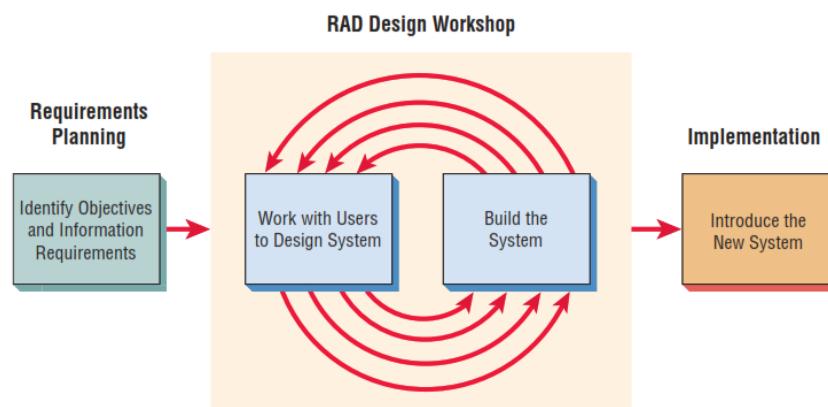 RAD Design Workshop
Requirements
Planning
Identify Objectives
and Information
Requirements
Work with Users
to Design System
Build the
System
Implementation
Introduce the
New System